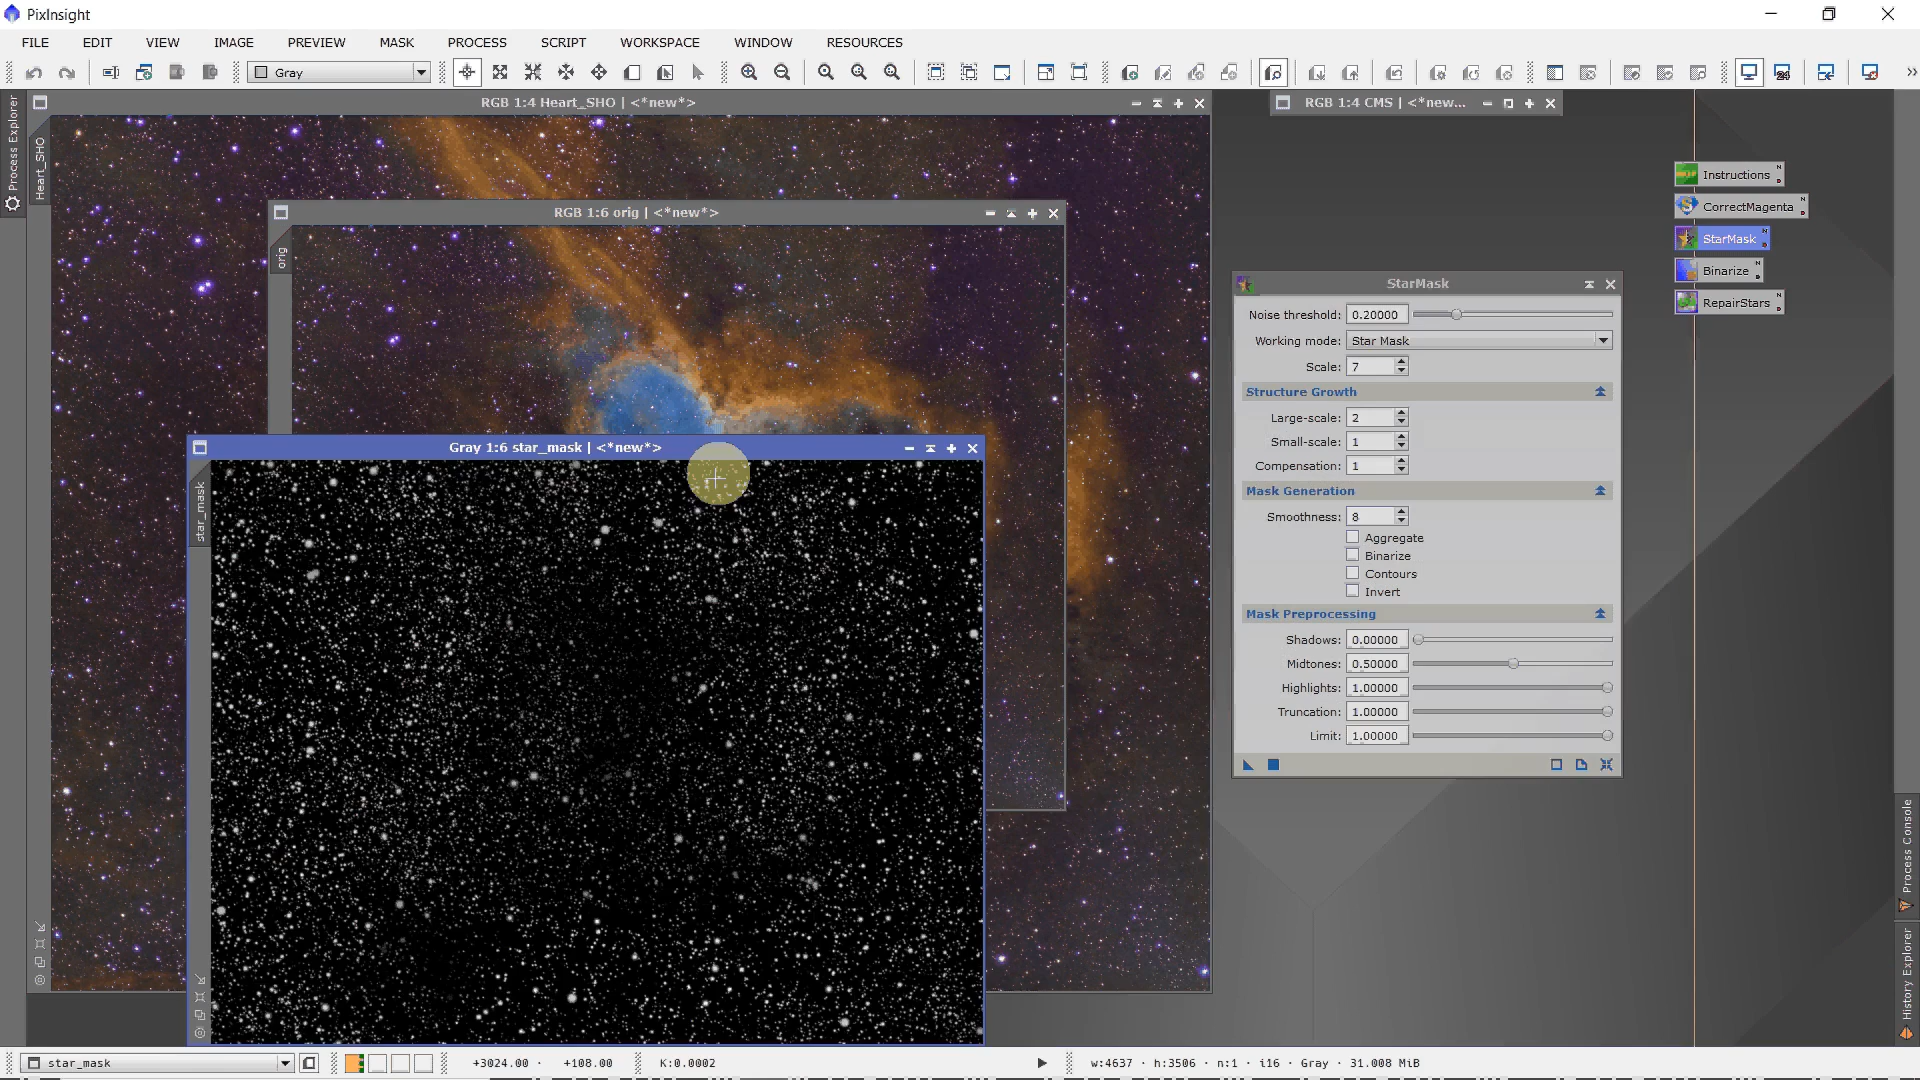 PixInsight
FILE EDIT VIEW IMAGE PREVIEW MASK PROCESS SCRIPT WORKSPACE WINDOW RESOURCES
Gray
24
Process Explorer
RGB 1:4 Heart_SHO | <*new*>
Heart_SHO
RGB 1:4 CMS | <*new...
RGB 1:6 orig | <*new*>
orig
Gray 1:6 star_mask | <*new*>
star_mask
Instructions
CorrectMagenta
StarMask
Binarize
RepairStars
StarMask
Noise threshold: 0.20000
Working mode: Star Mask
Scale: 7
Structure Growth
Large-scale: 2
Small-scale: 1
Compensation: 1
Mask Generation
Smoothness: 8
Aggregate
Binarize
Contours
Invert
Mask Preprocessing
Shadows: 0.00000
Midtones: 0.50000
Highlights: 1.00000
Truncation: 1.00000
Limit: 1.00000
Process Console
History Explorer
star_mask
+3024.00 · +108.00
K:0.0002
w:4637 · h:3506 · n:1 · i16 · Gray · 31.008 MiB